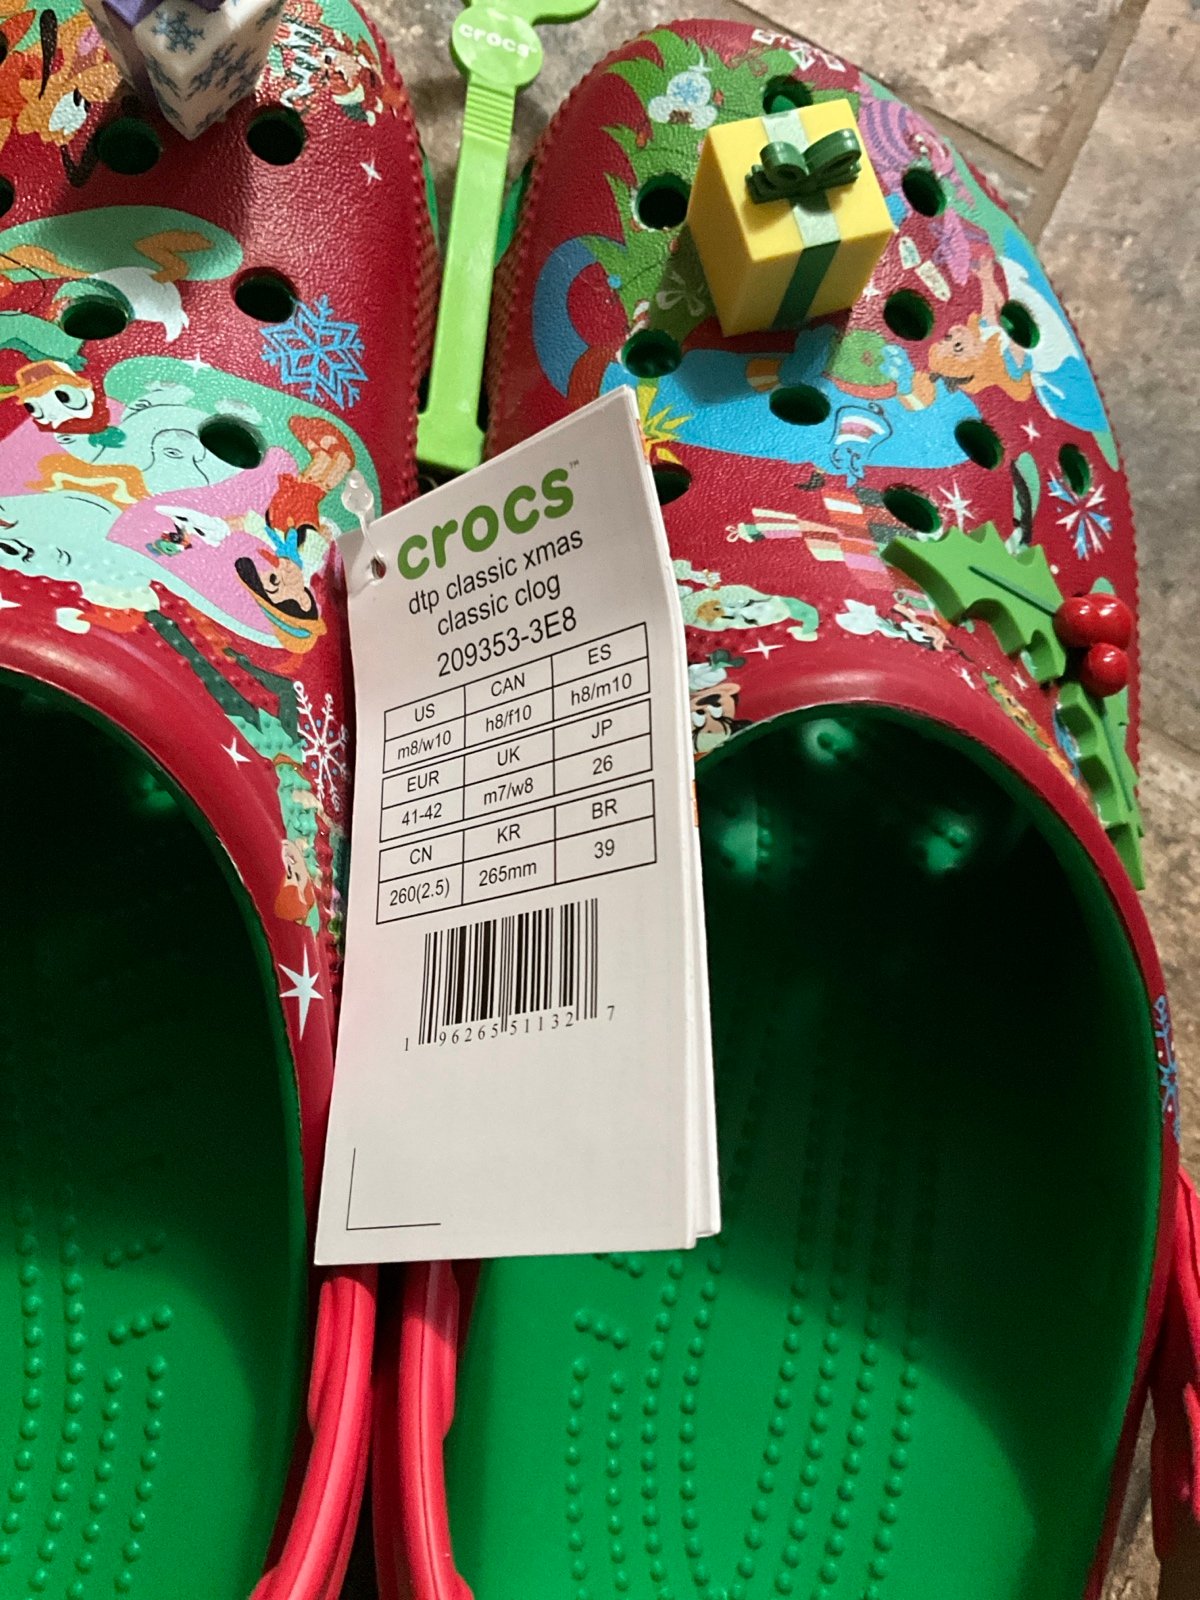 crocs
crocs™
dtp classic xmas
classic clog
209353-3E8
US CAN ES
m8/w10 h8/f10 h8/m10
EUR UK JP
41-42 m7/w8 26
CN KR BR
260(2.5) 265mm 39
1 96265 51132 7